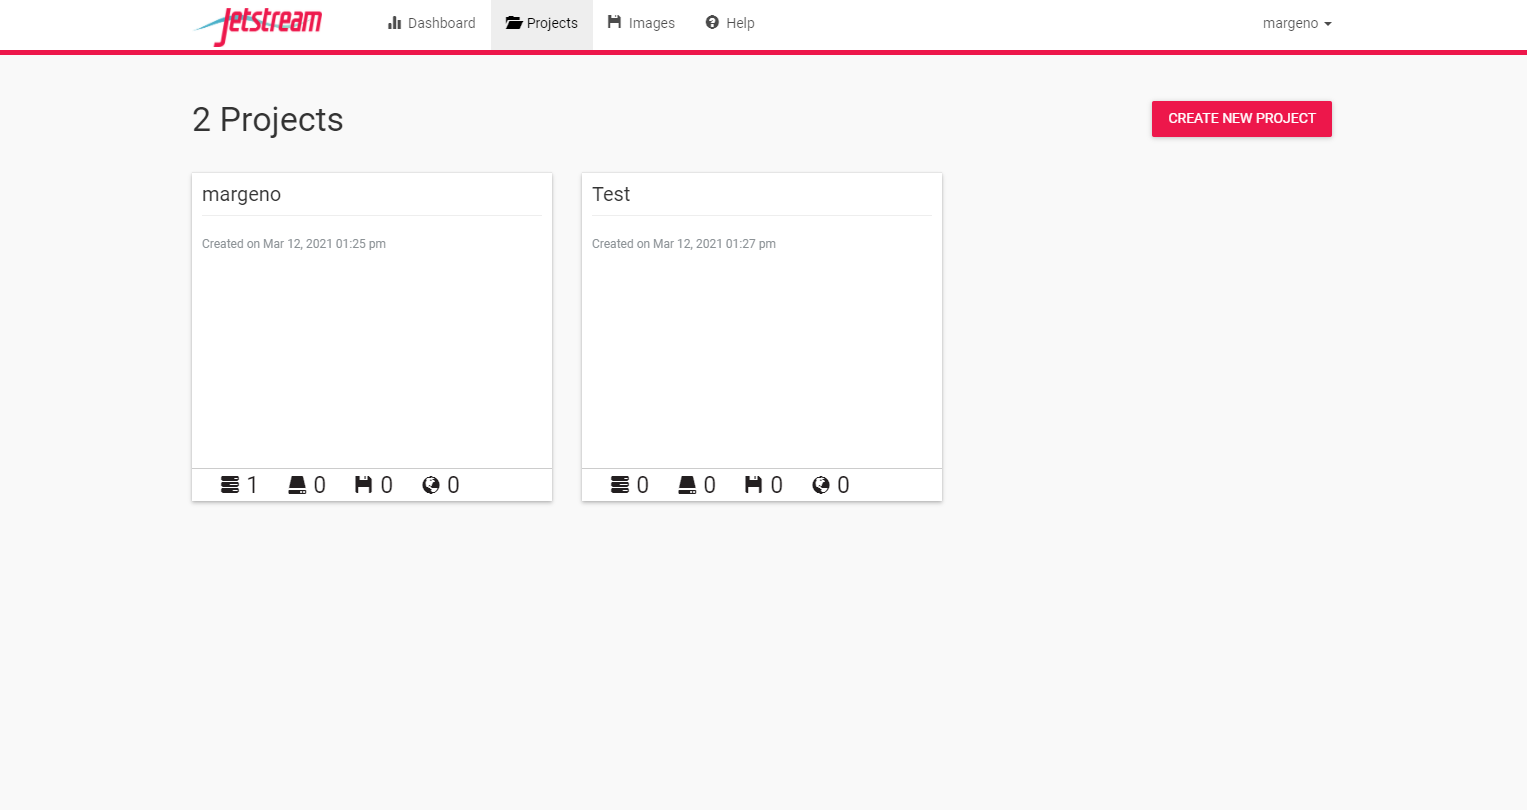 Jetstream
Dashboard Projects Images Help margeno
2 Projects
CREATE NEW PROJECT
margeno
Created on Mar 12, 2021 01:25 pm
1 0 0 0
Test
Created on Mar 12, 2021 01:27 pm
0 0 0 0